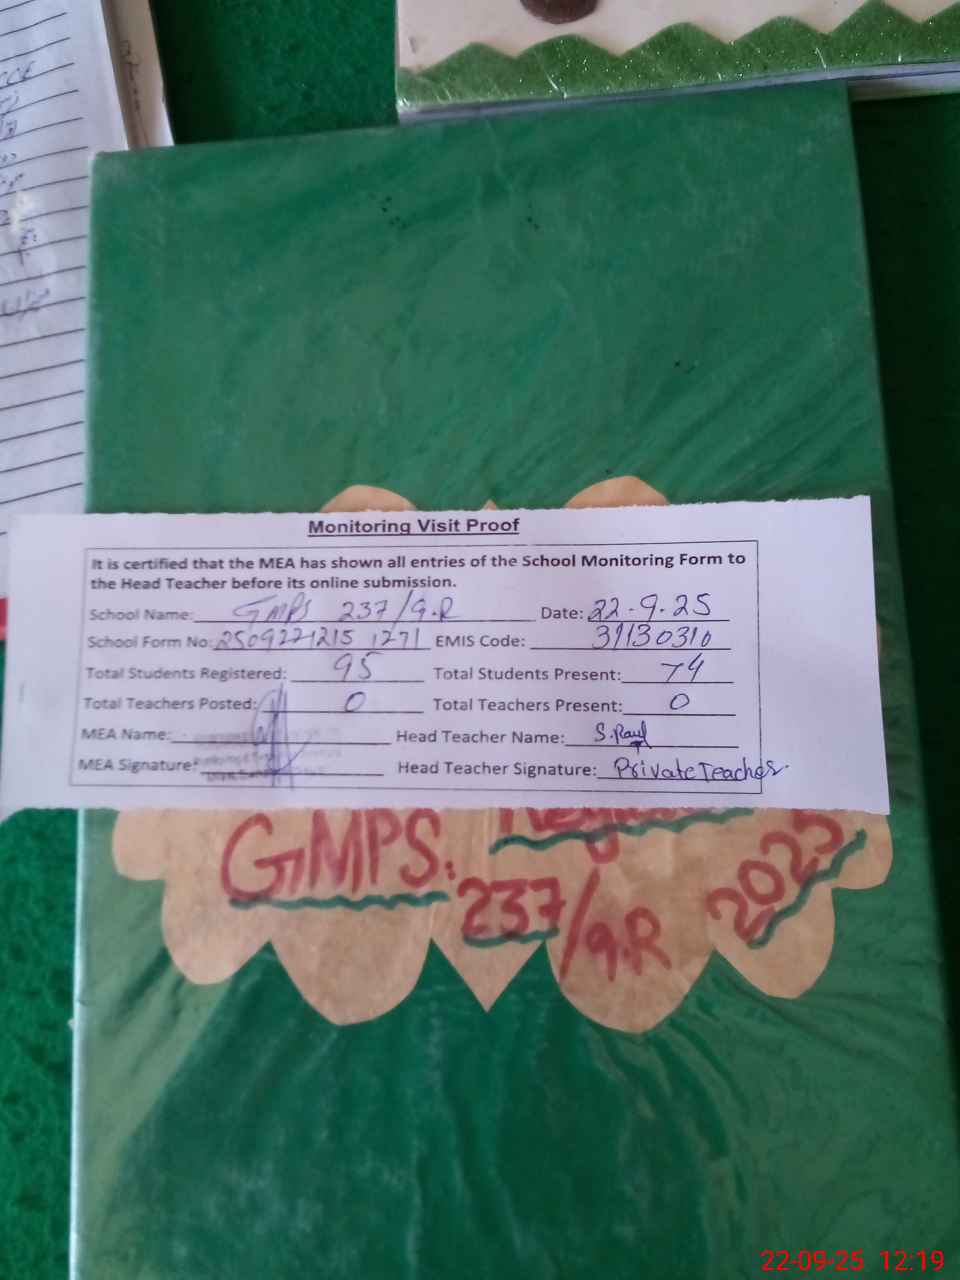 Monitoring Visit Proof
It is certified that the MEA has shown all entries of the School Monitoring Form to
the Head Teacher before its online submission.
School Name: GMPS 237/9.R Date: 22.9.25
School Form No: 2509221215 1271 EMIS Code: 31130310
Total Students Registered: 95 Total Students Present: 74
Total Teachers Posted: 0 Total Teachers Present: 0
MEA Name: Head Teacher Name: S.Rauf
MEA Signature: Head Teacher Signature: Private Teacher
GMPS. 237/9.R 2025
22-09-25 12:19